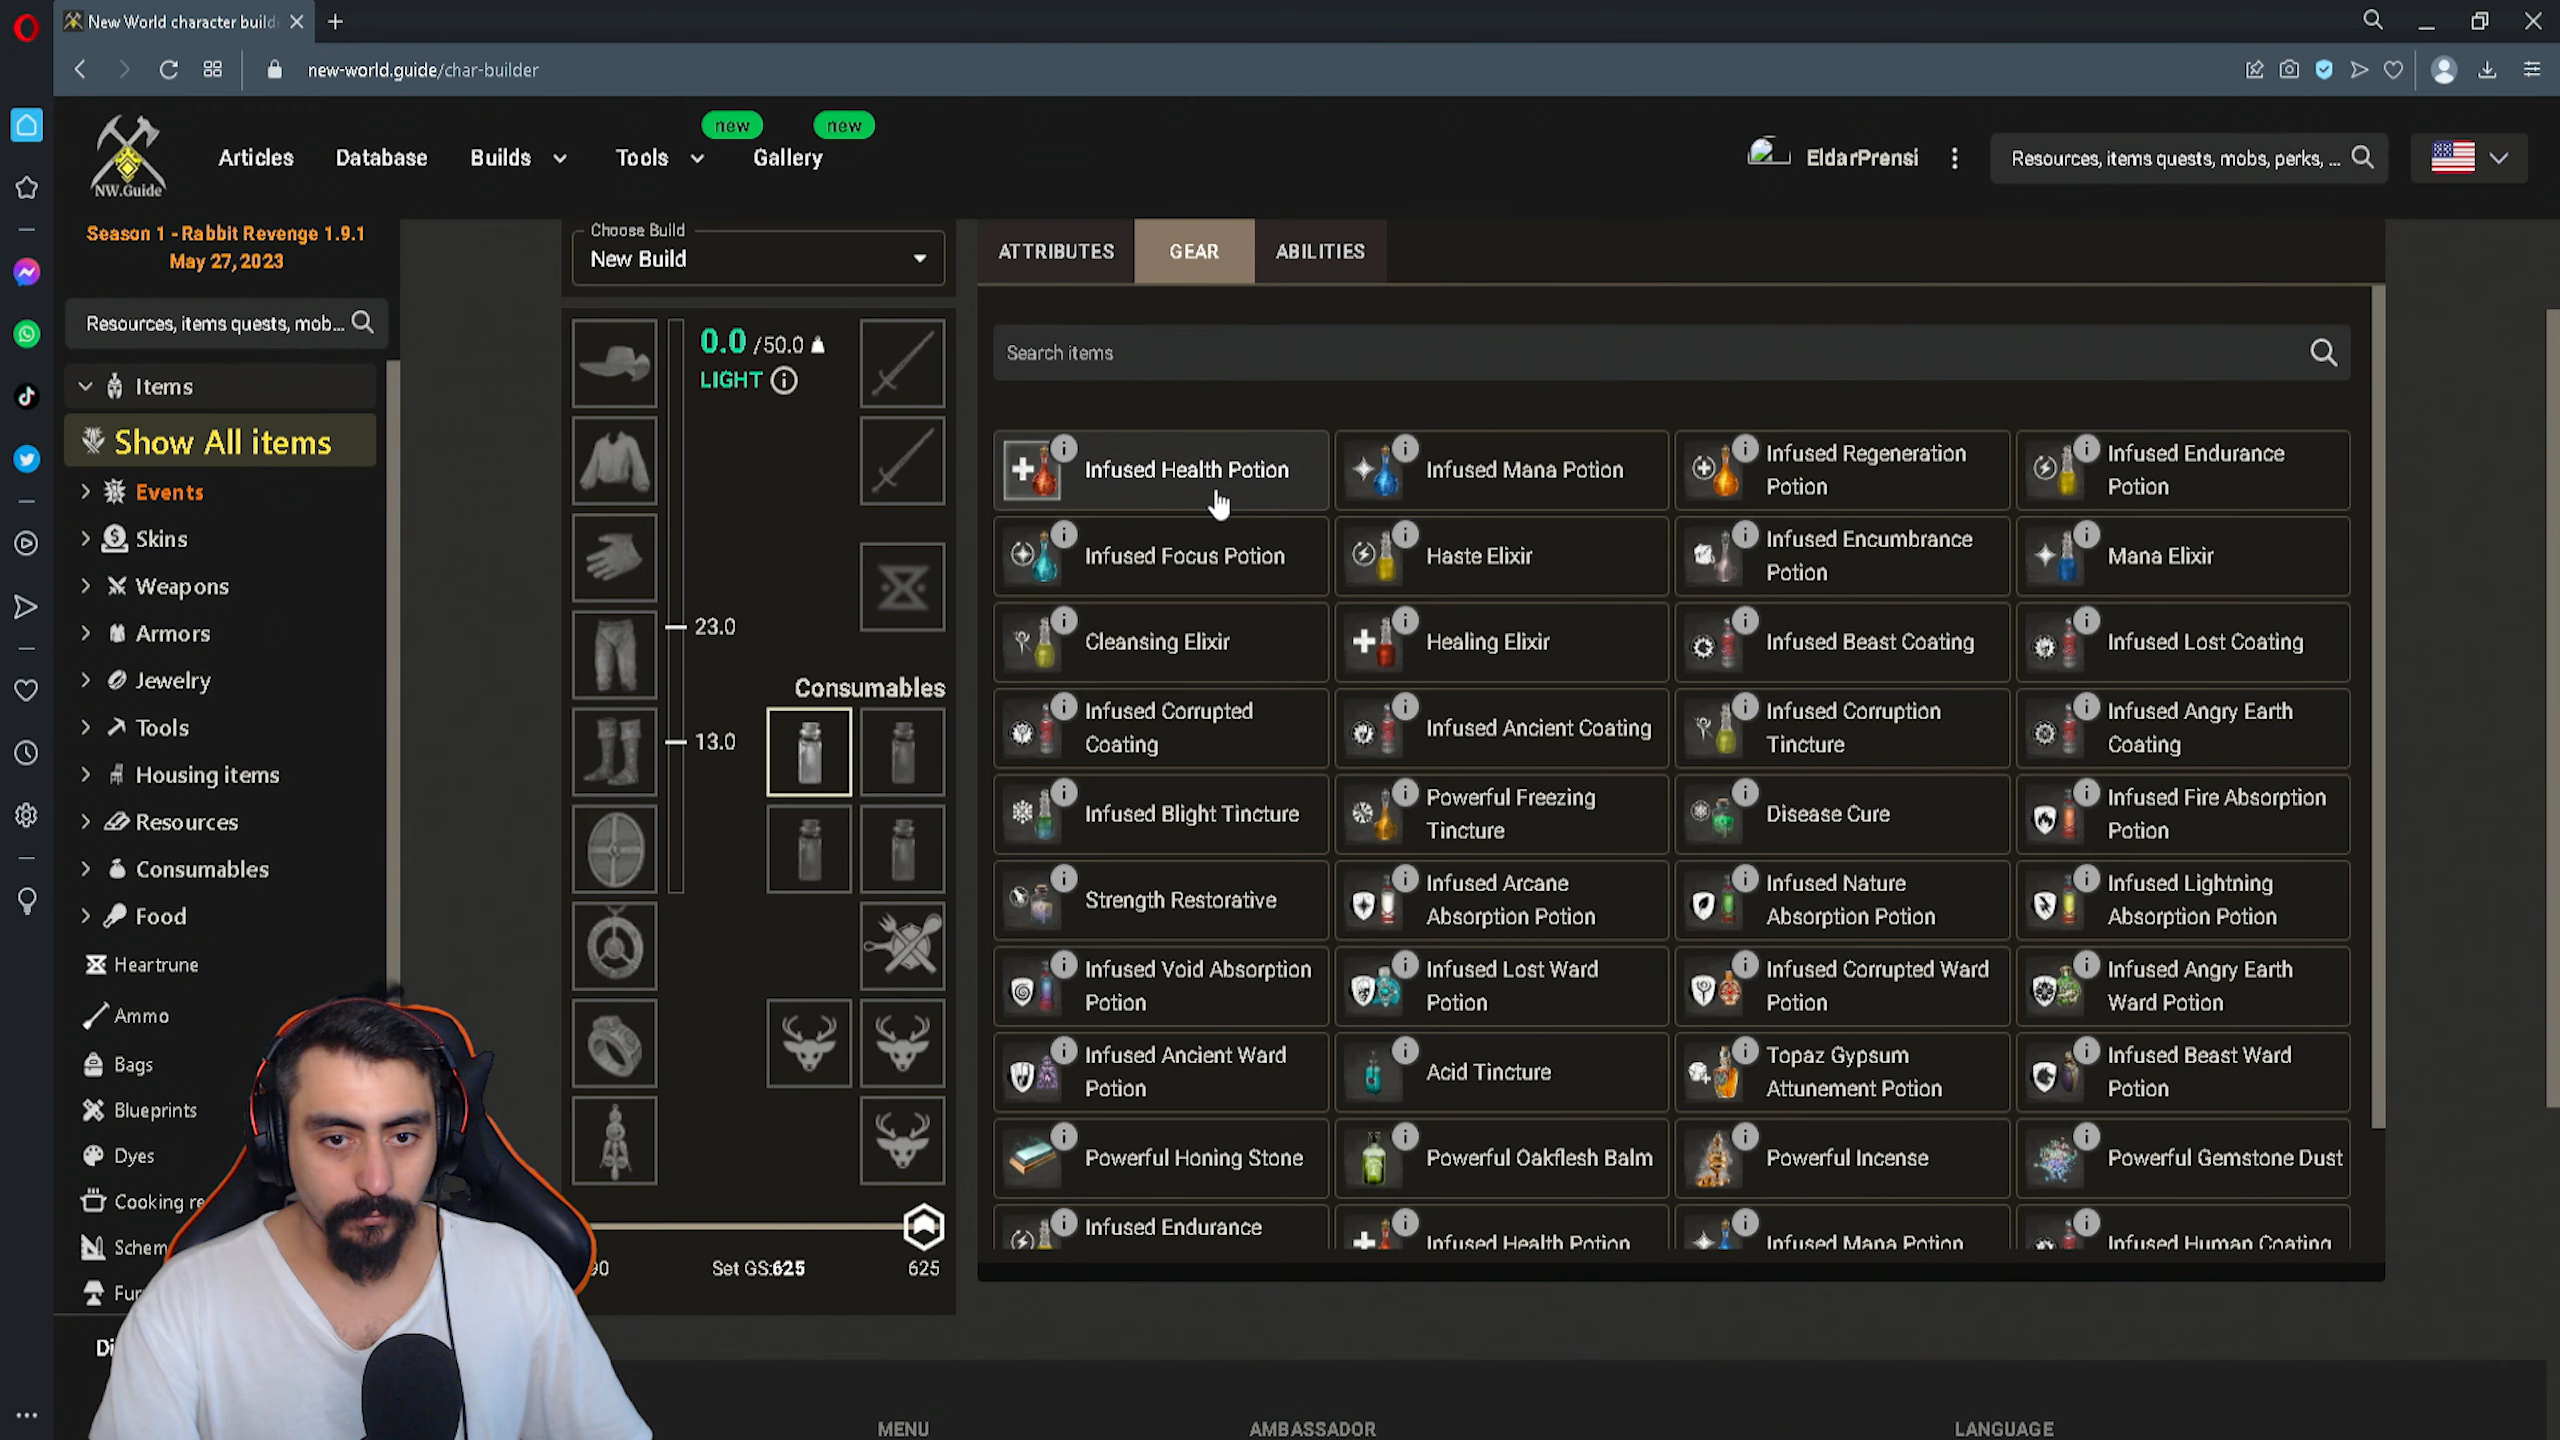 New World character build
new-world.guide/char-builder
NW.Guide
Articles
Database
Builds
Tools
new
Gallery
new
EldarPrensi
Resources, items quests, mobs, perks, ...
Season 1 - Rabbit Revenge 1.9.1
May 27, 2023
Resources, items quests, mob...
Items
Show All items
Events
Skins
Weapons
Armors
Jewelry
Tools
Housing items
Resources
Consumables
Food
Heartrune
Ammo
Bags
Blueprints
Dyes
Cooking re
Schem
Fur
Di
Choose Build
New Build
0.0 /50.0
LIGHT
23.0
13.0
Consumables
90
Set GS:625
625
ATTRIBUTES
GEAR
ABILITIES
Search items
Infused Health Potion
Infused Mana Potion
Infused Regeneration
Potion
Infused Endurance
Potion
Infused Focus Potion
Haste Elixir
Infused Encumbrance
Potion
Mana Elixir
Cleansing Elixir
Healing Elixir
Infused Beast Coating
Infused Lost Coating
Infused Corrupted
Coating
Infused Ancient Coating
Infused Corruption
Tincture
Infused Angry Earth
Coating
Infused Blight Tincture
Powerful Freezing
Tincture
Disease Cure
Infused Fire Absorption
Potion
Strength Restorative
Infused Arcane
Absorption Potion
Infused Nature
Absorption Potion
Infused Lightning
Absorption Potion
Infused Void Absorption
Potion
Infused Lost Ward
Potion
Infused Corrupted Ward
Potion
Infused Angry Earth
Ward Potion
Infused Ancient Ward
Potion
Acid Tincture
Topaz Gypsum
Attunement Potion
Infused Beast Ward
Potion
Powerful Honing Stone
Powerful Oakflesh Balm
Powerful Incense
Powerful Gemstone Dust
Infused Endurance
Infused Health Potion
Infused Mana Potion
Infused Human Coating
MENU
AMBASSADOR
LANGUAGE